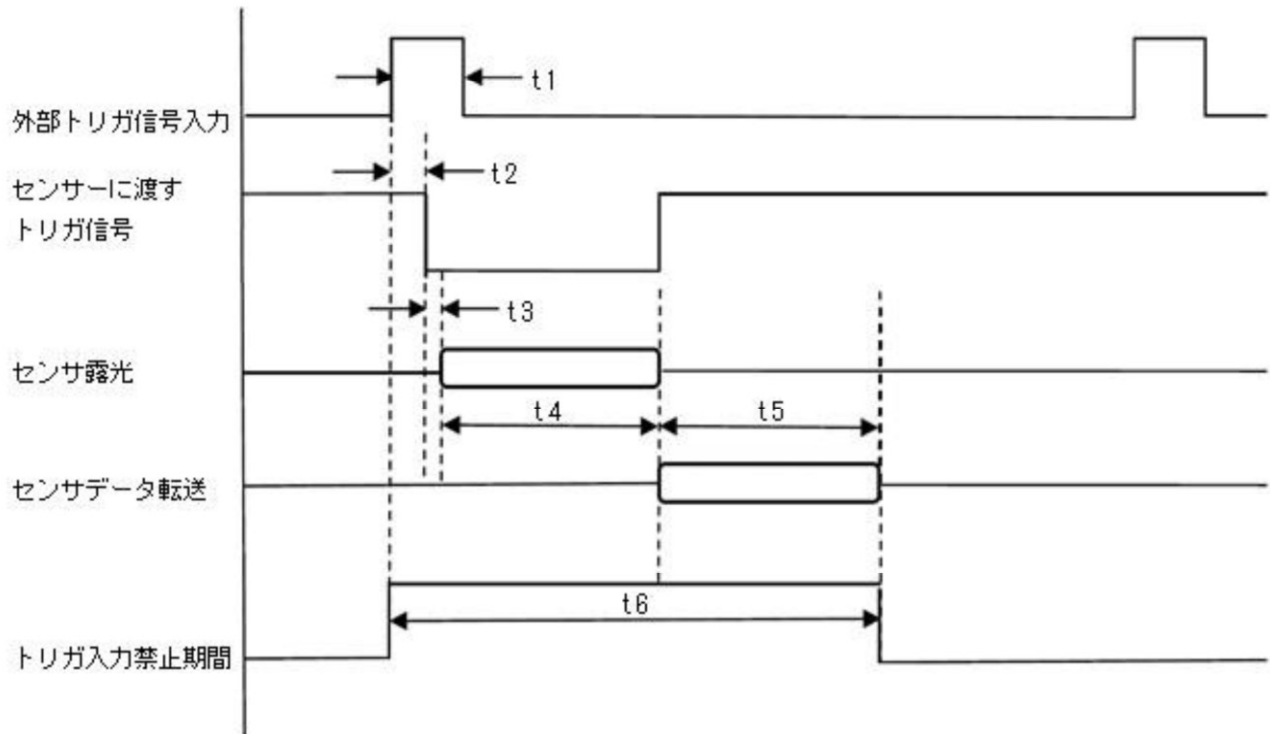 t1
外部トリガ信号入力
t2
センサーに渡す
トリガ信号
t3
センサ露光
t4
t5
センサデータ転送
t6
トリガ入力禁止期間